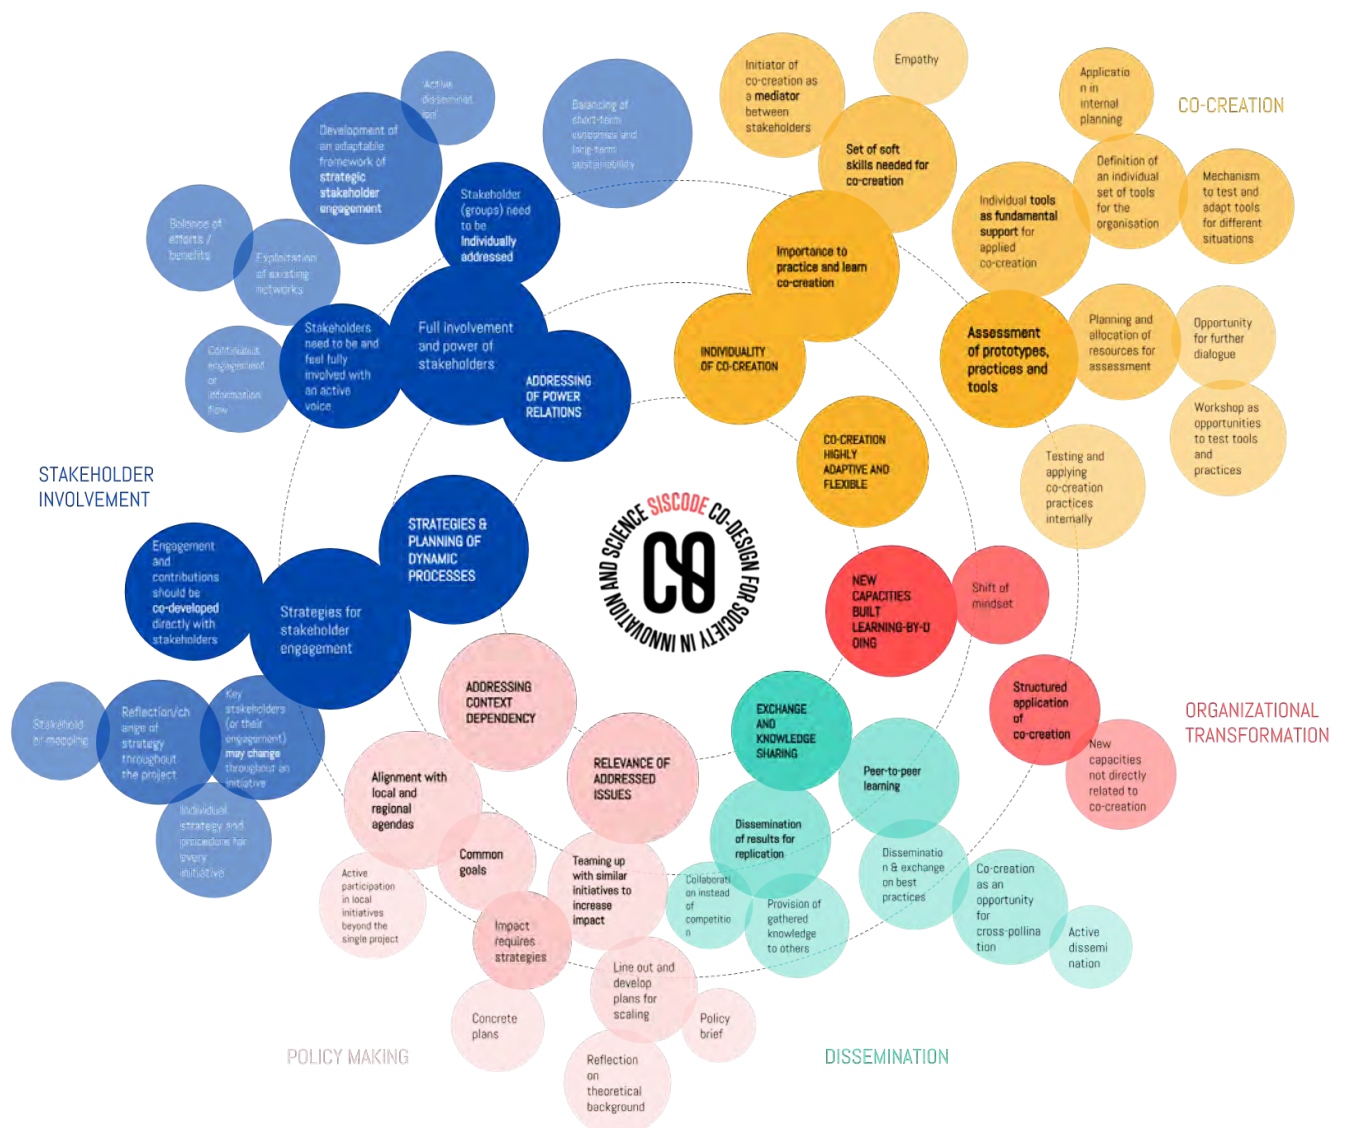 CO-CREATION
Initiator of
co-creation as
a mediator
between
stakeholders
Empathy
Set of soft
skills needed for
co-creation
Importance to
practice and learn
co-creation
INDIVIDUALITY
OF CO-CREATION
CO-CREATION
HIGHLY
ADAPTIVE AND
FLEXIBLE
Applicatio
n in
internal
planning
Definition of
an individual
set of tools
for the
organisation
Mechanism
to test and
adapt tools
for different
situations
Individual tools
as fundamental
support for
applied
co-creation
Assessment
of prototypes,
practices and
tools
Planning and
allocation of
resources for
assessment
Opportunity
for further
dialogue
Workshop as
opportunities
to test tools
and
practices
Testing and
applying
co-creation
practices
internally
STAKEHOLDER
INVOLVEMENT
Active
disseminat
ion
Development of
an adaptable
framework of
strategic
stakeholder
engagement
Balancing of
short-term
outcomes and
long-term
sustainability
Stakeholder
(groups) need
to be
Individually
addressed
Balance of
efforts /
benefits
Exploitation
of existing
networks
Continuous
engagement
or
information
flow
Stakeholders
need to be and
feel fully
involved with
an active
voice
Full involvement
and power of
stakeholders
ADDRESSING
OF POWER
RELATIONS
STRATEGIES &
PLANNING OF
DYNAMIC
PROCESSES
Engagement
and
contributions
should be
co-developed
directly with
stakeholders
Strategies for
stakeholder
engagement
Stakehold
er mapping
Reflection/ch
ange of
strategy
throughout
the project
Key
stakeholders
(or their
engagement)
may change
throughout an
initiative
Individual
strategy and
procedure for
every
initiative
SISCODE CO-DESIGN FOR SOCIETY IN INNOVATION AND SCIENCE
CO
ORGANIZATIONAL
TRANSFORMATION
NEW
CAPACITIES
BUILT
LEARNING-BY-D
OING
Shift of
mindset
Structured
application
of
co-creation
New
capacities
not directly
related to
co-creation
POLICY MAKING
ADDRESSING
CONTEXT
DEPENDENCY
RELEVANCE OF
ADDRESSED
ISSUES
Alignment with
local and
regional
agendas
Common
goals
Active
participation
in local
initiatives
beyond the
single project
Teaming up
with similar
initiatives to
increase
impact
Impact
requires
strategies
Concrete
plans
Line out and
develop
plans for
scaling
Policy
brief
Reflection
on
theoretical
background
DISSEMINATION
EXCHANGE
AND
KNOWLEDGE
SHARING
Peer-to-peer
learning
Dissemination
of results for
replication
Collaborati
on instead
of
competitio
n
Provision of
gathered
knowledge
to others
Disseminatio
n & exchange
on best
practices
Co-creation
as an
opportunity
for
cross-pollina
tion
Active
dissemi
nation